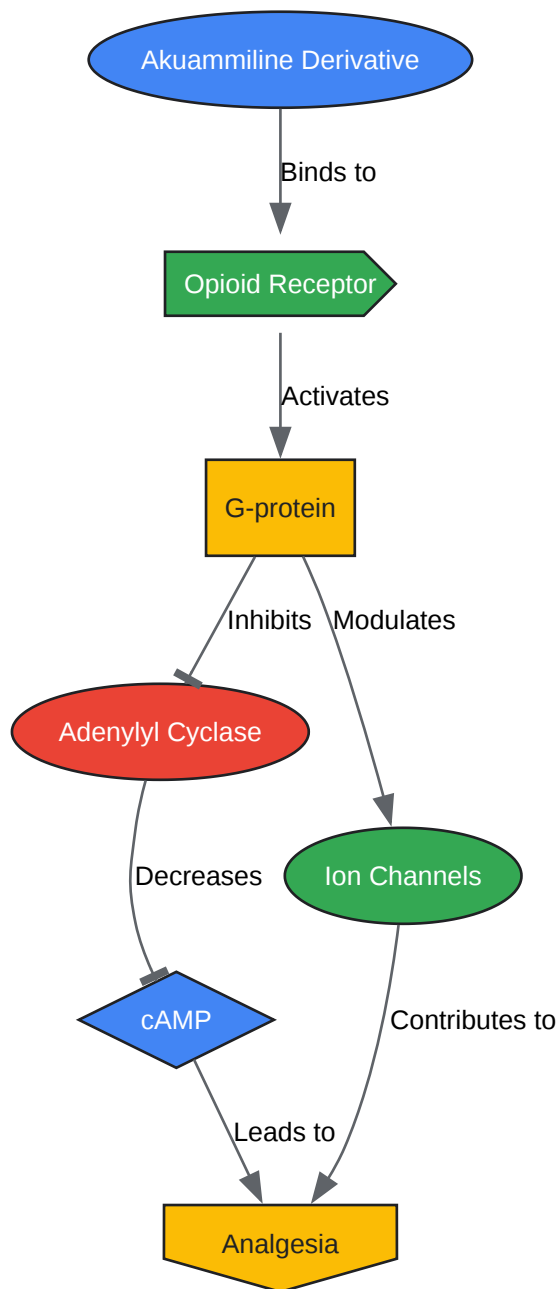 Akuammiline Derivative
Binds to
Opioid Receptor
Activates
G-protein
Inhibits
Modulates
Adenylyl Cyclase
Decreases
Ion Channels
cAMP
Contributes to
Leads to
Analgesia